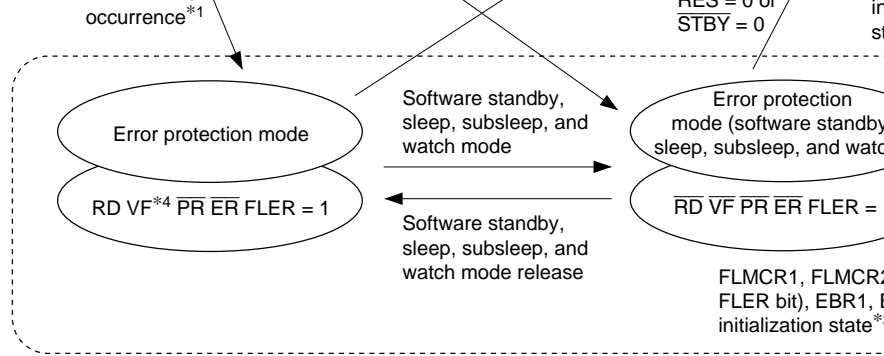 occurrence*1
RES = 0 or
STBY = 0
Error protection mode
RD VF*4 PR ER FLER = 1
Software standby,
sleep, subsleep, and
watch mode
Software standby,
sleep, subsleep, and
watch mode release
Error protection
mode (software standby
sleep, subsleep, and
RD VF PR ER FLER =
FLMCR1,
FLER bit), EBR1,
initialization state*